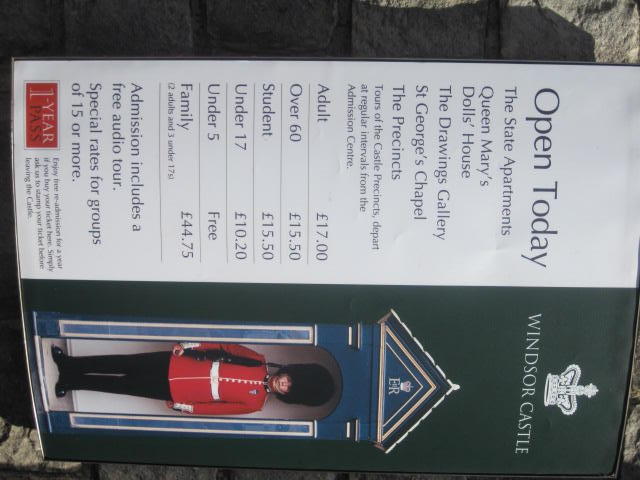 Open Today
The State Apartments
Queen Mary's
Dolls' House
The Drawings Gallery
St George's Chapel
The Precincts
Tours of the Castle Precincts, depart
at regular intervals from the
Admission Centre.
Adult £17.00
Over 60 £15.50
Student £15.50
Under 17 £10.20
Under 5 Free
Family £44.75
(2 adults and 3 under 17s)
Admission includes a
free audio tour.
Special rates for groups
of 15 or more.
1-YEAR
PASS
Enjoy free re-admission for a year
if you buy your ticket here. Simply
ask us to stamp your ticket before
leaving the Castle.
WINDSOR CASTLE
EIIR